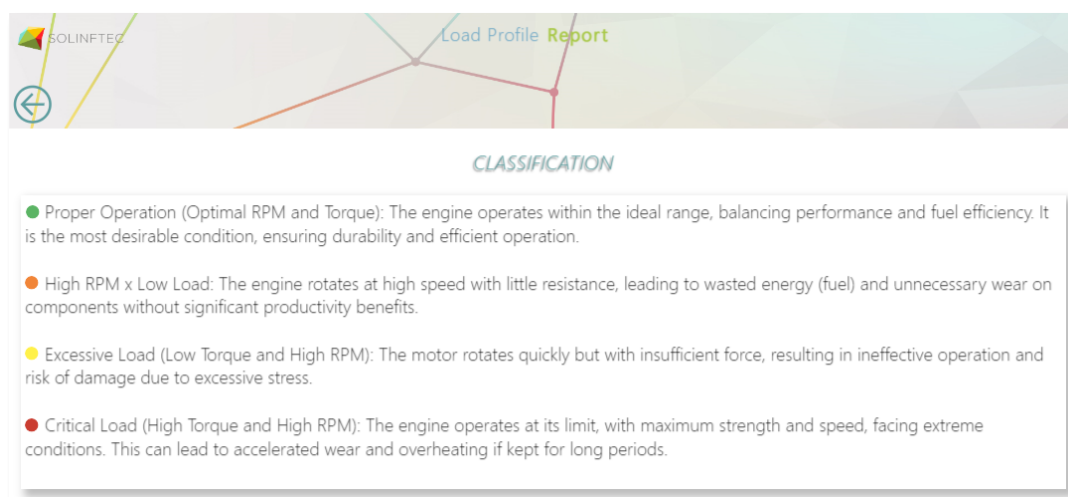 SOLINFTEC
Load Profile Report
CLASSIFICATION
Proper Operation (Optimal RPM and Torque): The engine operates within the ideal range, balancing performance and fuel efficiency. It
is the most desirable condition, ensuring durability and efficient operation.
High RPM x Low Load: The engine rotates at high speed with little resistance, leading to wasted energy (fuel) and unnecessary wear on
components without significant productivity benefits.
Excessive Load (Low Torque and High RPM): The motor rotates quickly but with insufficient force, resulting in ineffective operation and
risk of damage due to excessive stress.
Critical Load (High Torque and High RPM): The engine operates at its limit, with maximum strength and speed, facing extreme
conditions. This can lead to accelerated wear and overheating if kept for long periods.